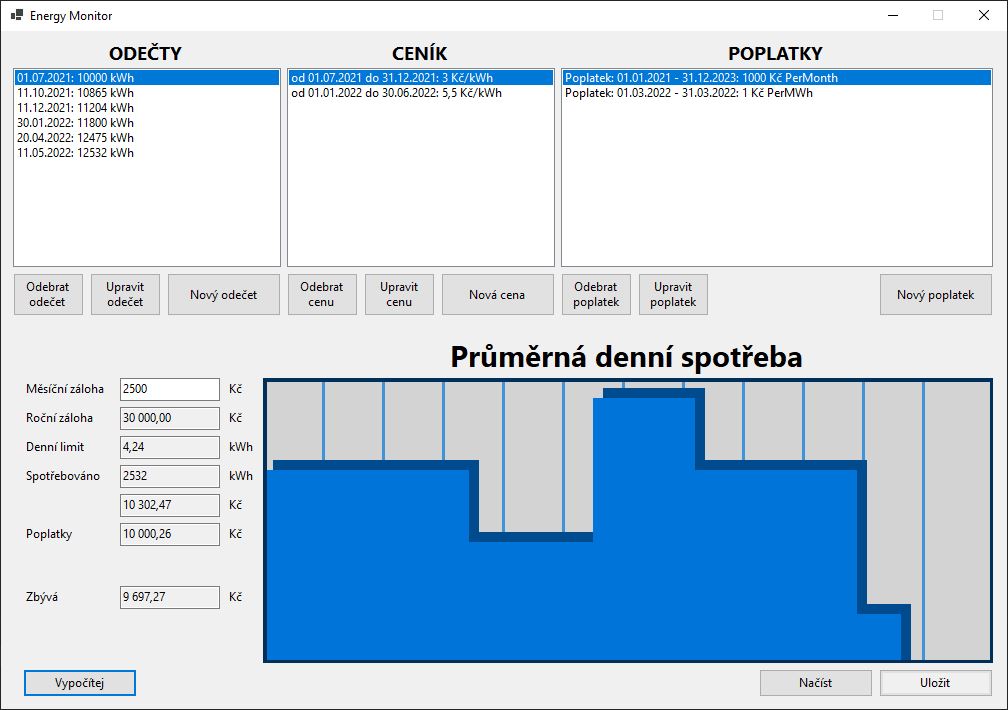 Energy Monitor
ODEČTY
CENÍK
POPLATKY
01.07.2021: 10000 kWh
11.10.2021: 10865 kWh
11.12.2021: 11204 kWh
30.01.2022: 11800 kWh
20.04.2022: 12475 kWh
11.05.2022: 12532 kWh
od 01.07.2021 do 31.12.2021: 3 Kč/kWh
od 01.01.2022 do 30.06.2022: 5,5 Kč/kWh
Poplatek: 01.01.2021 - 31.12.2023: 1000 Kč PerMonth
Poplatek: 01.03.2022 - 31.03.2022: 1 Kč PerMWh
Odebrat
odečet
Upravit
odečet
Nový odečet
Odebrat
cenu
Upravit
cenu
Nová cena
Odebrat
poplatek
Upravit
poplatek
Nový poplatek
Průměrná denní spotřeba
Měsíční záloha 2500 Kč
Roční záloha 30 000,00 Kč
Denní limit 4,24 kWh
Spotřebováno 2532 kWh
10 302,47 Kč
Poplatky 10 000,26 Kč
Zbývá 9 697,27 Kč
Vypočítej
Načíst
Uložit